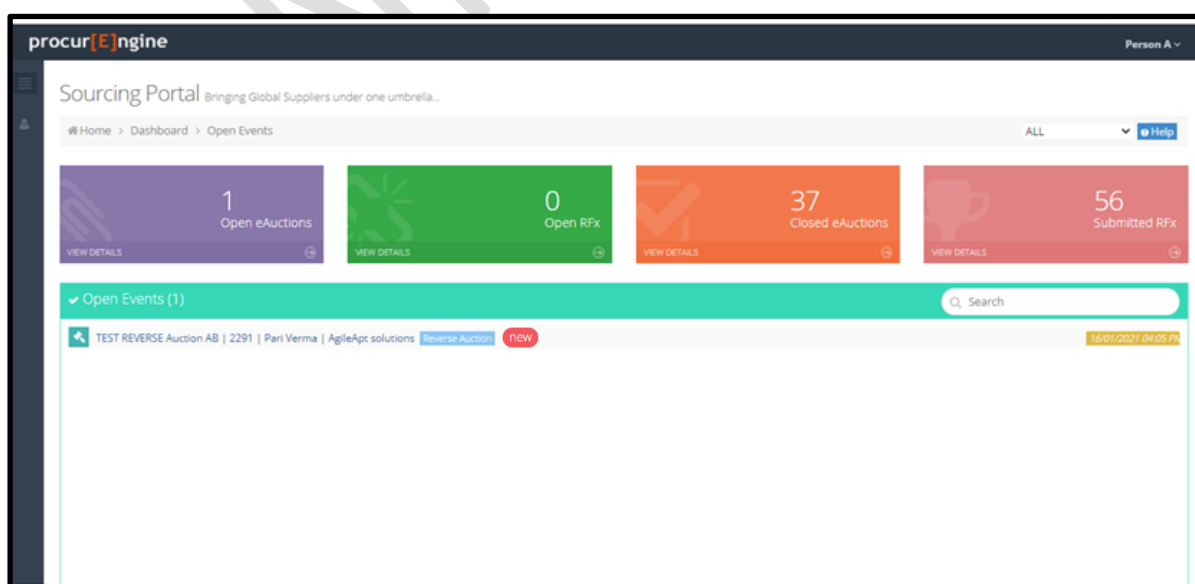 procur[E]ngine
Person A
Sourcing Portal Bringing Global Suppliers under one umbrella...
Home > Dashboard > Open Events
ALL
Help
1
Open eAuctions
VIEW DETAILS
0
Open RFx
VIEW DETAILS
37
Closed eAuctions
VIEW DETAILS
56
Submitted RFx
VIEW DETAILS
Open Events (1)
Search
TEST REVERSE Auction AB | 2291 | Pari Verma | AgileApt solutions Reverse Auction new
16/01/2021 04:05 PM